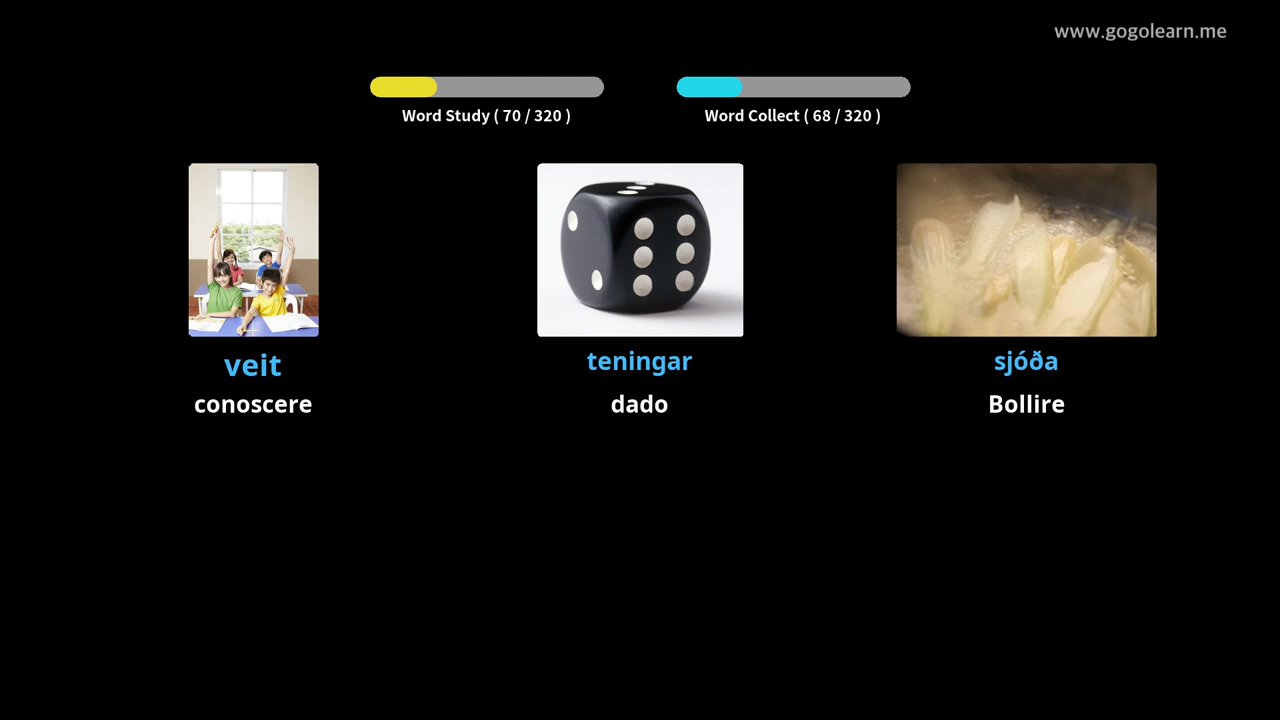 www.gogolearn.me
Word Study ( 70 / 320 )
Word Collect ( 68 / 320 )
veit
teningar
sjóða
conoscere
dado
Bollire